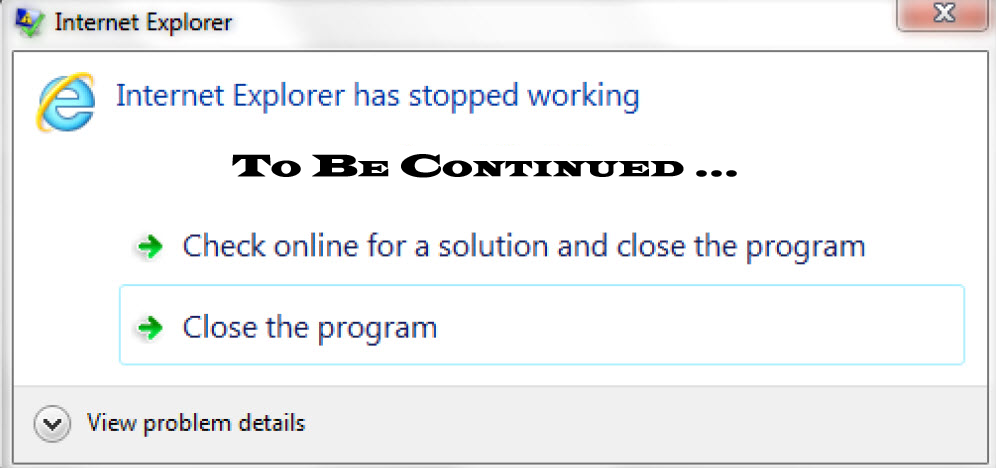 Internet Explorer
Internet Explorer has stopped working
To Be Continued ...
Check online for a solution and close the program
Close the program
View problem details